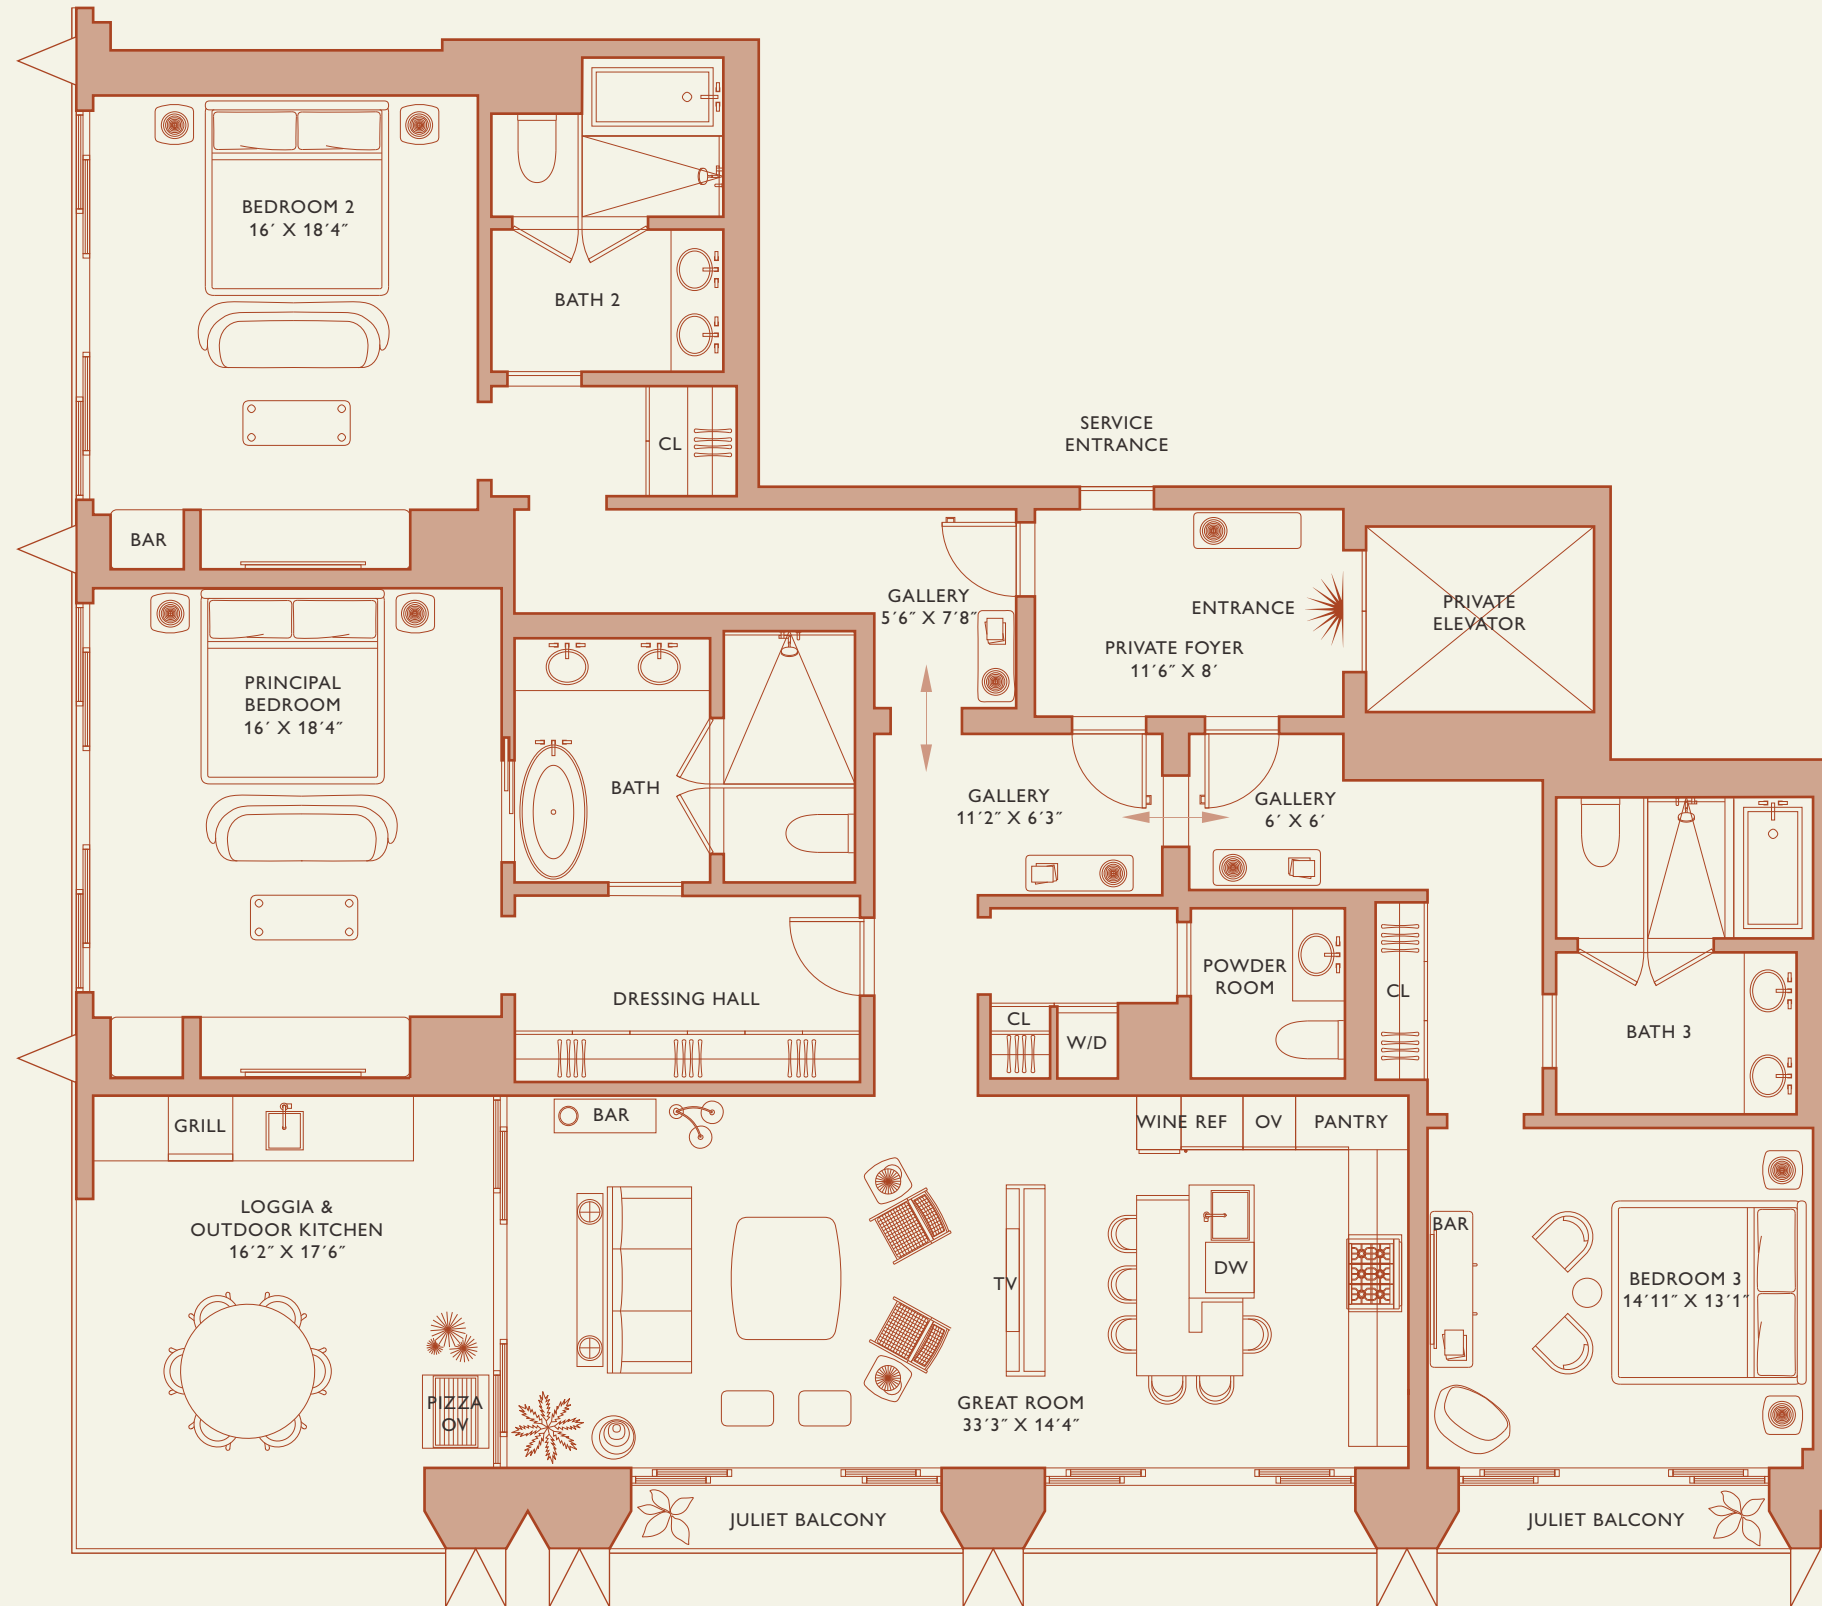 BEDROOM 2
16′ X 18′4″
BATH 2
CL
SERVICE
ENTRANCE
BAR
GALLERY
5′6″ X 7′8″
ENTRANCE
PRIVATE
ELEVATOR
PRIVATE FOYER
11′6″ X 8′
PRINCIPAL
BEDROOM
16′ X 18′4″
BATH
GALLERY
11′2″ X 6′3″
GALLERY
6′ X 6′
DRESSING HALL
POWDER
ROOM
CL
CL
W/D
BATH 3
GRILL
BAR
WINE REF
OV
PANTRY
LOGGIA &
OUTDOOR KITCHEN
16′2″ X 17′6″
BAR
TV
DW
BEDROOM 3
14′11″ X 13′1″
PIZZA
OV
GREAT ROOM
33′3″ X 14′4″
JULIET BALCONY
JULIET BALCONY